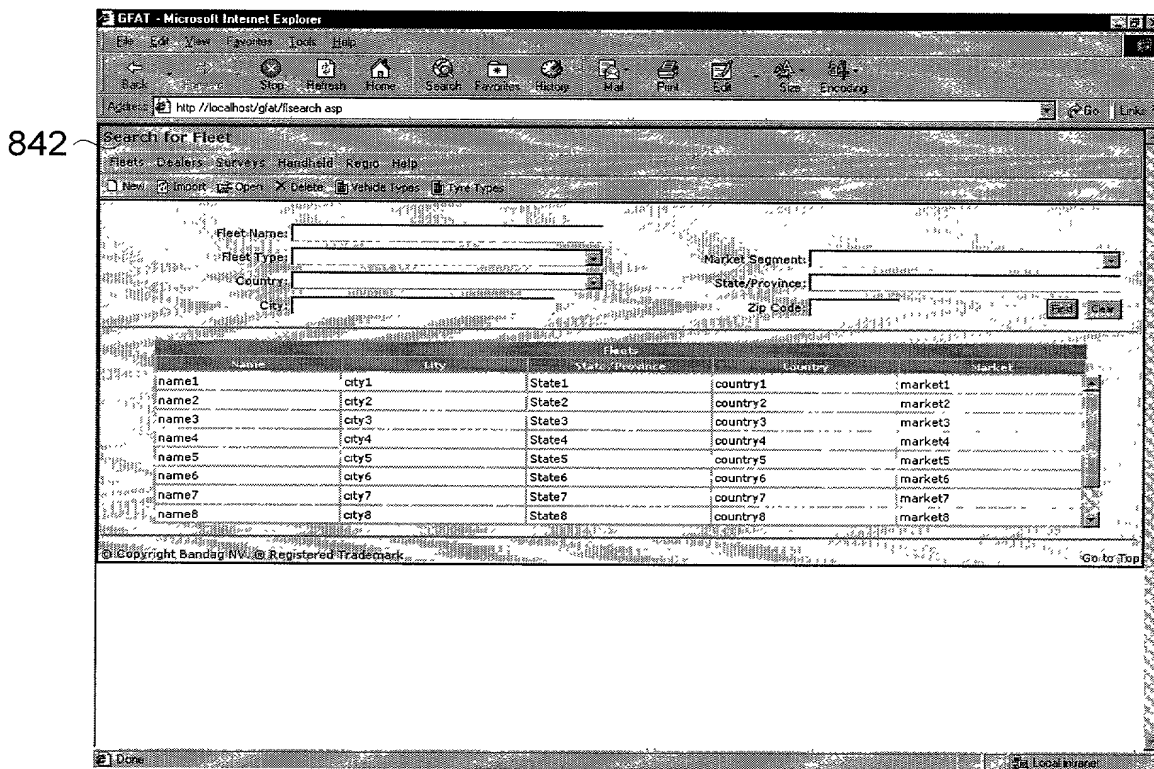 GFAT - Microsoft Internet Explorer
File Edit View Favorites Tools Help
Back Stop Refresh Home Search Favorites History Mail Print Edit Size Encoding
Address http //localhost/gfat/flsearch asp Go Links
842
Search for Fleet
Fleets Dealers Surveys Handheld Regio Help
New Import Open Delete Vehicle Types Tyre Types
Fleet Name:
Fleet Type: Market Segment:
Country: State/Province:
City: Zip Code: Find Clear
Fleets
Name City State/Province Country Market
name1 city1 State1 country1 market1
name2 city2 State2 country2 market2
name3 city3 State3 country3 market3
name4 city4 State4 country4 market4
name5 city5 State5 country5 market5
name6 city6 State6 country6 market6
name7 city7 State7 country7 market7
name8 city8 State8 country8 market8
© Copyright Bandag NV. ® Registered Trademark Go to Top
Done Local intranet